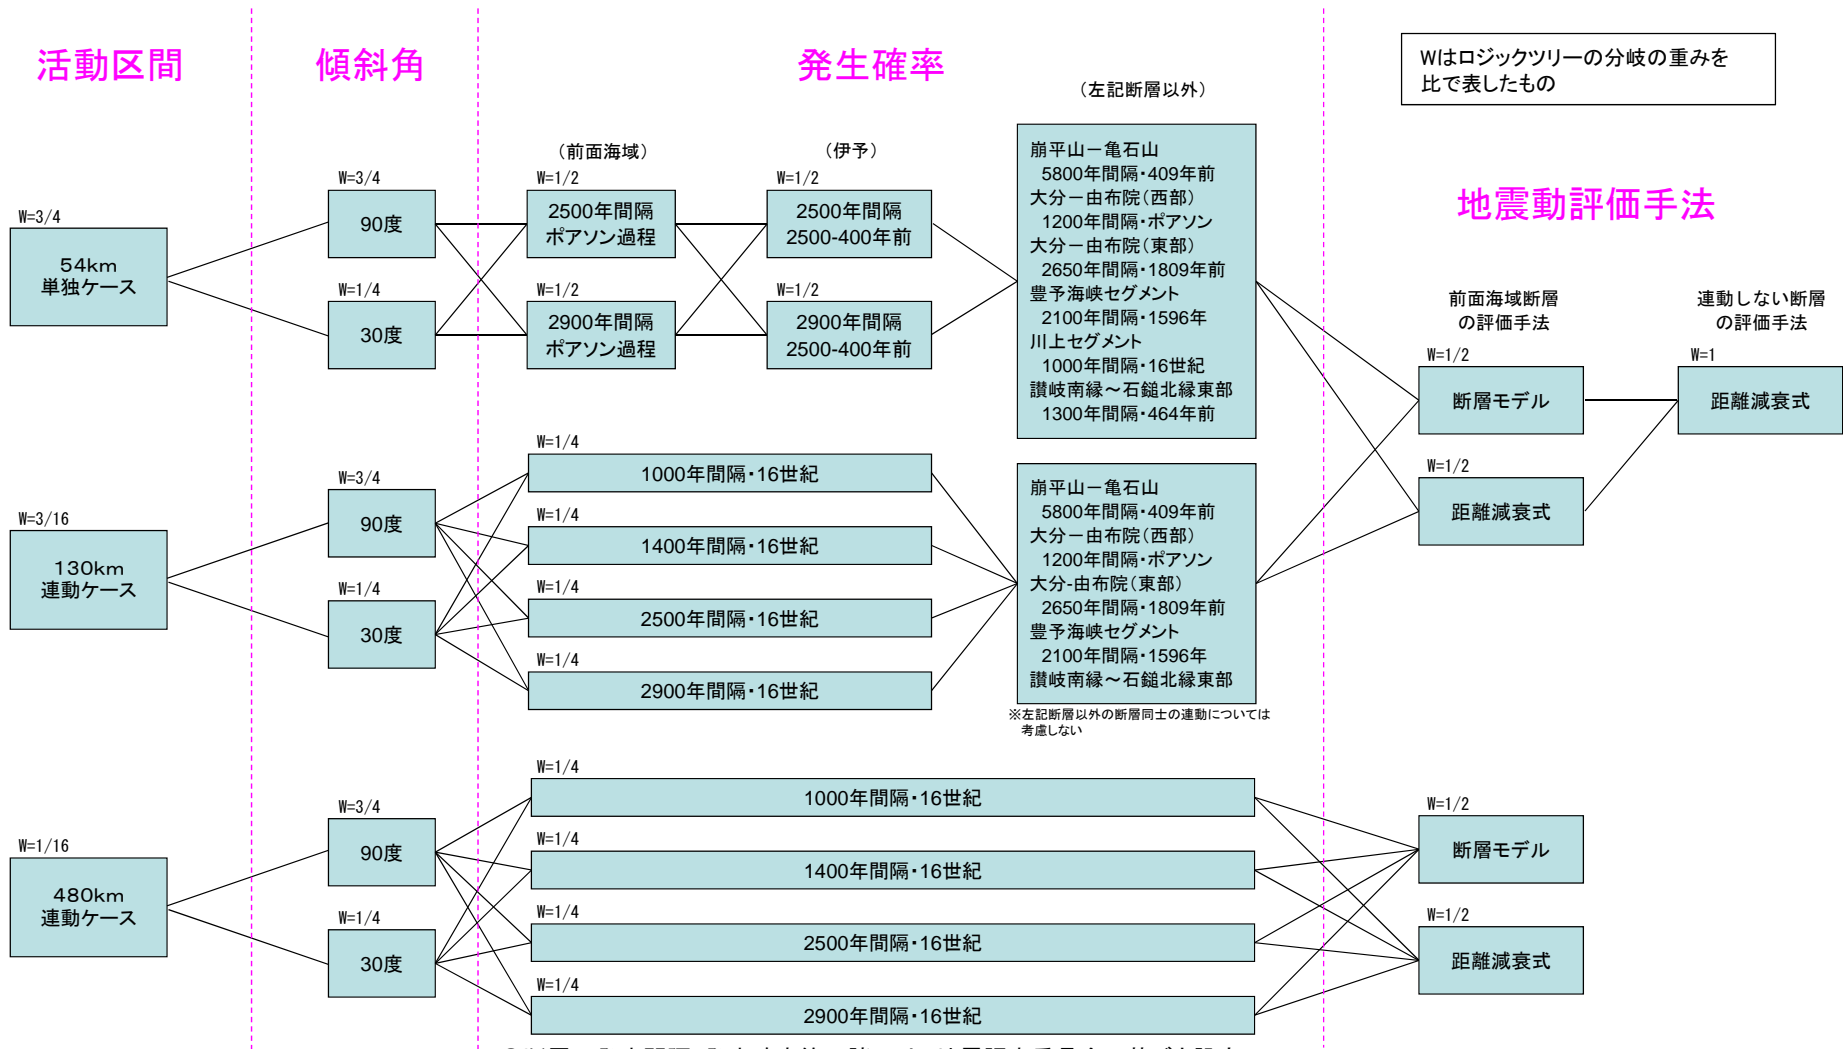 活動区間
傾斜角
発生確率
Wはロジックツリーの分岐の重みを
比で表したもの
(左記断層以外)
地震動評価手法
(前面海域)
(伊予)
W=3/4
54km
単独ケース
W=3/4
90度
W=1/4
30度
W=1/2
2500年間隔
ポアソン過程
W=1/2
2900年間隔
ポアソン過程
W=1/2
2500年間隔
2500-400年前
W=1/2
2900年間隔
2500-400年前
崩平山－亀石山
5800年間隔・409年前
大分－由布院(西部)
1200年間隔・ポアソン
大分－由布院(東部)
2650年間隔・1809年前
豊予海峡セグメント
2100年間隔・1596年
川上セグメント
1000年間隔・16世紀
讃岐南縁～石鎚北縁東部
1300年間隔・464年前
前面海域断層
の評価手法
W=1/2
断層モデル
W=1/2
距離減衰式
連動しない断層
の評価手法
W=1
距離減衰式
W=3/16
130km
連動ケース
W=3/4
90度
W=1/4
30度
W=1/4
1000年間隔・16世紀
W=1/4
1400年間隔・16世紀
W=1/4
2500年間隔・16世紀
W=1/4
2900年間隔・16世紀
崩平山－亀石山
5800年間隔・409年前
大分－由布院(西部)
1200年間隔・ポアソン
大分-由布院(東部)
2650年間隔・1809年前
豊予海峡セグメント
2100年間隔・1596年
讃岐南縁～石鎚北縁東部
※左記断層以外の断層同士の連動については
考慮しない
W=1/16
480km
連動ケース
W=3/4
90度
W=1/4
30度
W=1/4
1000年間隔・16世紀
W=1/4
1400年間隔・16世紀
W=1/4
2500年間隔・16世紀
W=1/4
2900年間隔・16世紀
W=1/2
断層モデル
W=1/2
距離減衰式